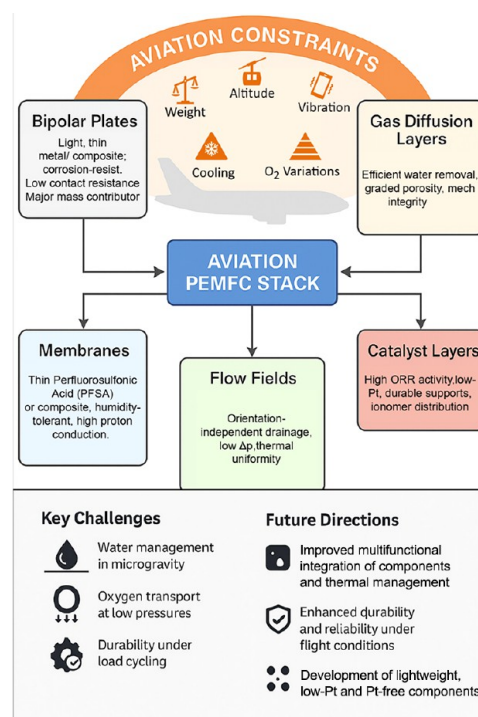 AVIATION CONSTRAINTS
Weight
Altitude
Vibration
Cooling
O₂ Variations
Bipolar Plates
Light, thin
metal/ composite;
corrosion-resist.
Low contact resistance
Major mass contributor
Gas Diffusion
Layers
Efficient water removal,
graded porosity, mech
integrity
AVIATION
PEMFC STACK
Membranes
Thin Perfluorosulfonic
Acid (PFSA)
or composite, humidity-
tolerant, high proton
conduction.
Flow Fields
Orientation-
independent drainage,
low Δp,thermal
uniformity
Catalyst Layers
High ORR activity,low-
Pt, durable supports,
ionomer distribution
Key Challenges
Water management
in microgravity
Oxygen transport
at low pressures
Durability under
load cycling
Future Directions
Improved multifunctional
integration of components
and thermal management
Enhanced durability
and reliability under
flight conditions
Development of lightweight,
low-Pt and Pt-free components